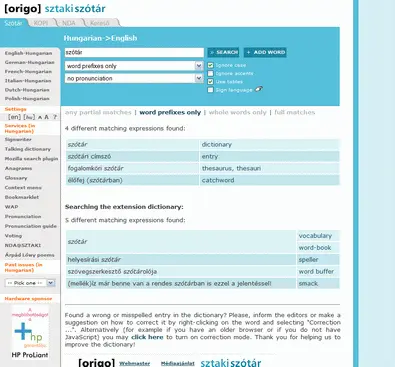 [origo] sztaki szótár
Szótár KOPI NDA Keresõ
Hungarian->English
szótár SEARCH ADD WORD
word prefixes only
no pronunciation
Ignore case
Ignore accents
Use tables
Sign language
English-Hungarian
German-Hungarian
French-Hungarian
Italian-Hungarian
Dutch-Hungarian
Polish-Hungarian
Settings
[en] [hu] A A ?
Services (in Hungarian)
Signwriter
Talking dictionary
Mozilla search plugin
Anagrams
Glossary
Context menu
Bookmarklet
WAP
Pronunciation
Pronunciation guide
Voting
NDA@SZTAKI
Árpád Lőwy poems
Past issues (in Hungarian)
-- Pick one --
Hardware sponsor
hp
HP ProLiant
any partial matches | word prefixes only | whole words only | full matches
4 different matching expressions found:
szótár dictionary
szótári címszó entry
fogalomköri szótár thesaurus, thesauri
élőfej (szótárban) catchword
Searching the extension dictionary:
5 different matching expressions found:
szótár vocabulary
word-book
helyesírási szótár speller
szövegszerkesztő szótárolója word buffer
(mellék)íz már benne van a rendes szótárban is ezzel a jelentéssel! smack
Found a wrong or misspelled entry in the dictionary? Please, inform the editors or make a
suggestion on how to correct it by right-clicking on the word and selecting "Correction
...". Alternatively (for example if you have an older browser or if you do not have
JavaScript) you may click here to turn on correction mode. Thank you for helping us to
improve the dictionary!
[origo] Webmaster Médiaajánlat sztaki szótár